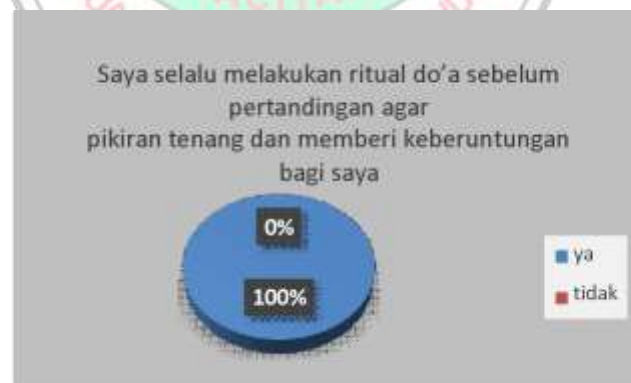 Saya selalu melakukan ritual do'a sebelum
pertandingan agar
pikiran tenang dan memberi keberuntungan
bagi saya
0%
100%
ya
tidak